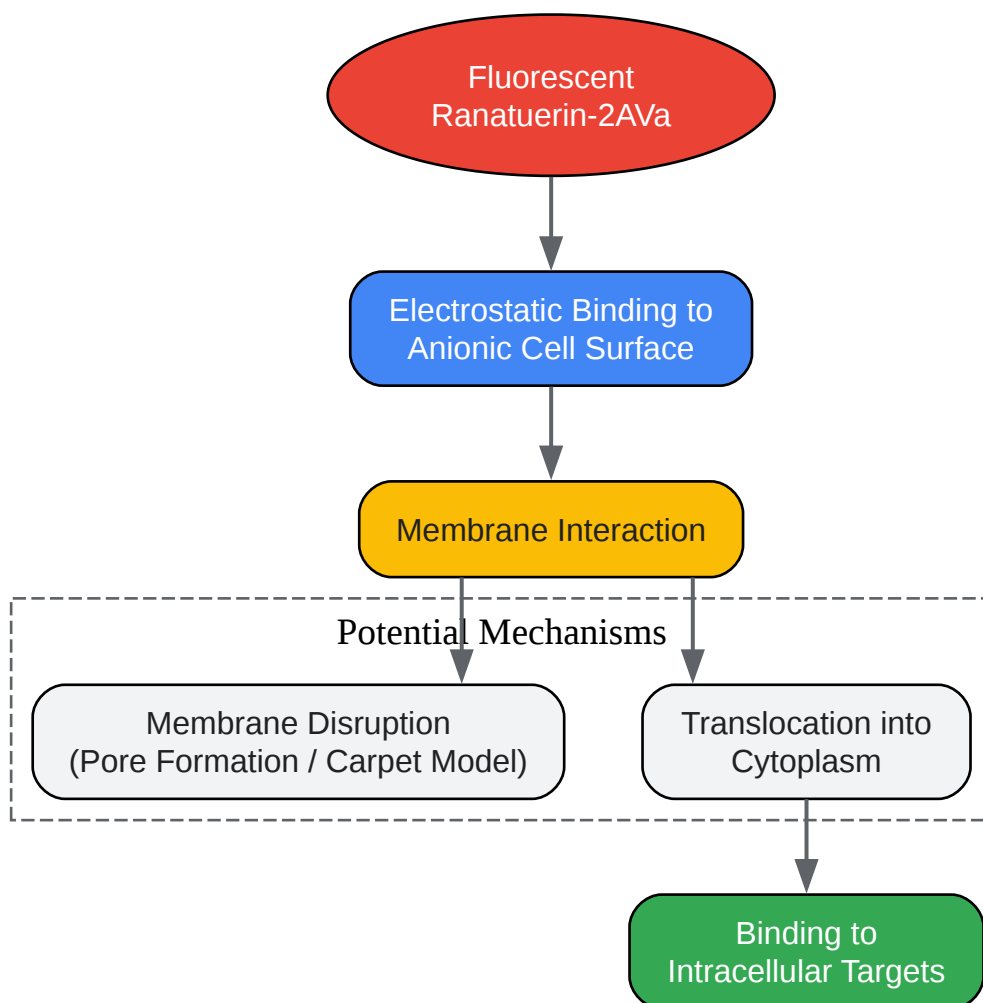 Fluorescent
Ranatuerin-2AVa
Electrostatic Binding to
Anionic Cell Surface
Membrane Interaction
Potential Mechanisms
Membrane Disruption
(Pore Formation / Carpet Model)
Translocation into
Cytoplasm
Binding to
Intracellular Targets